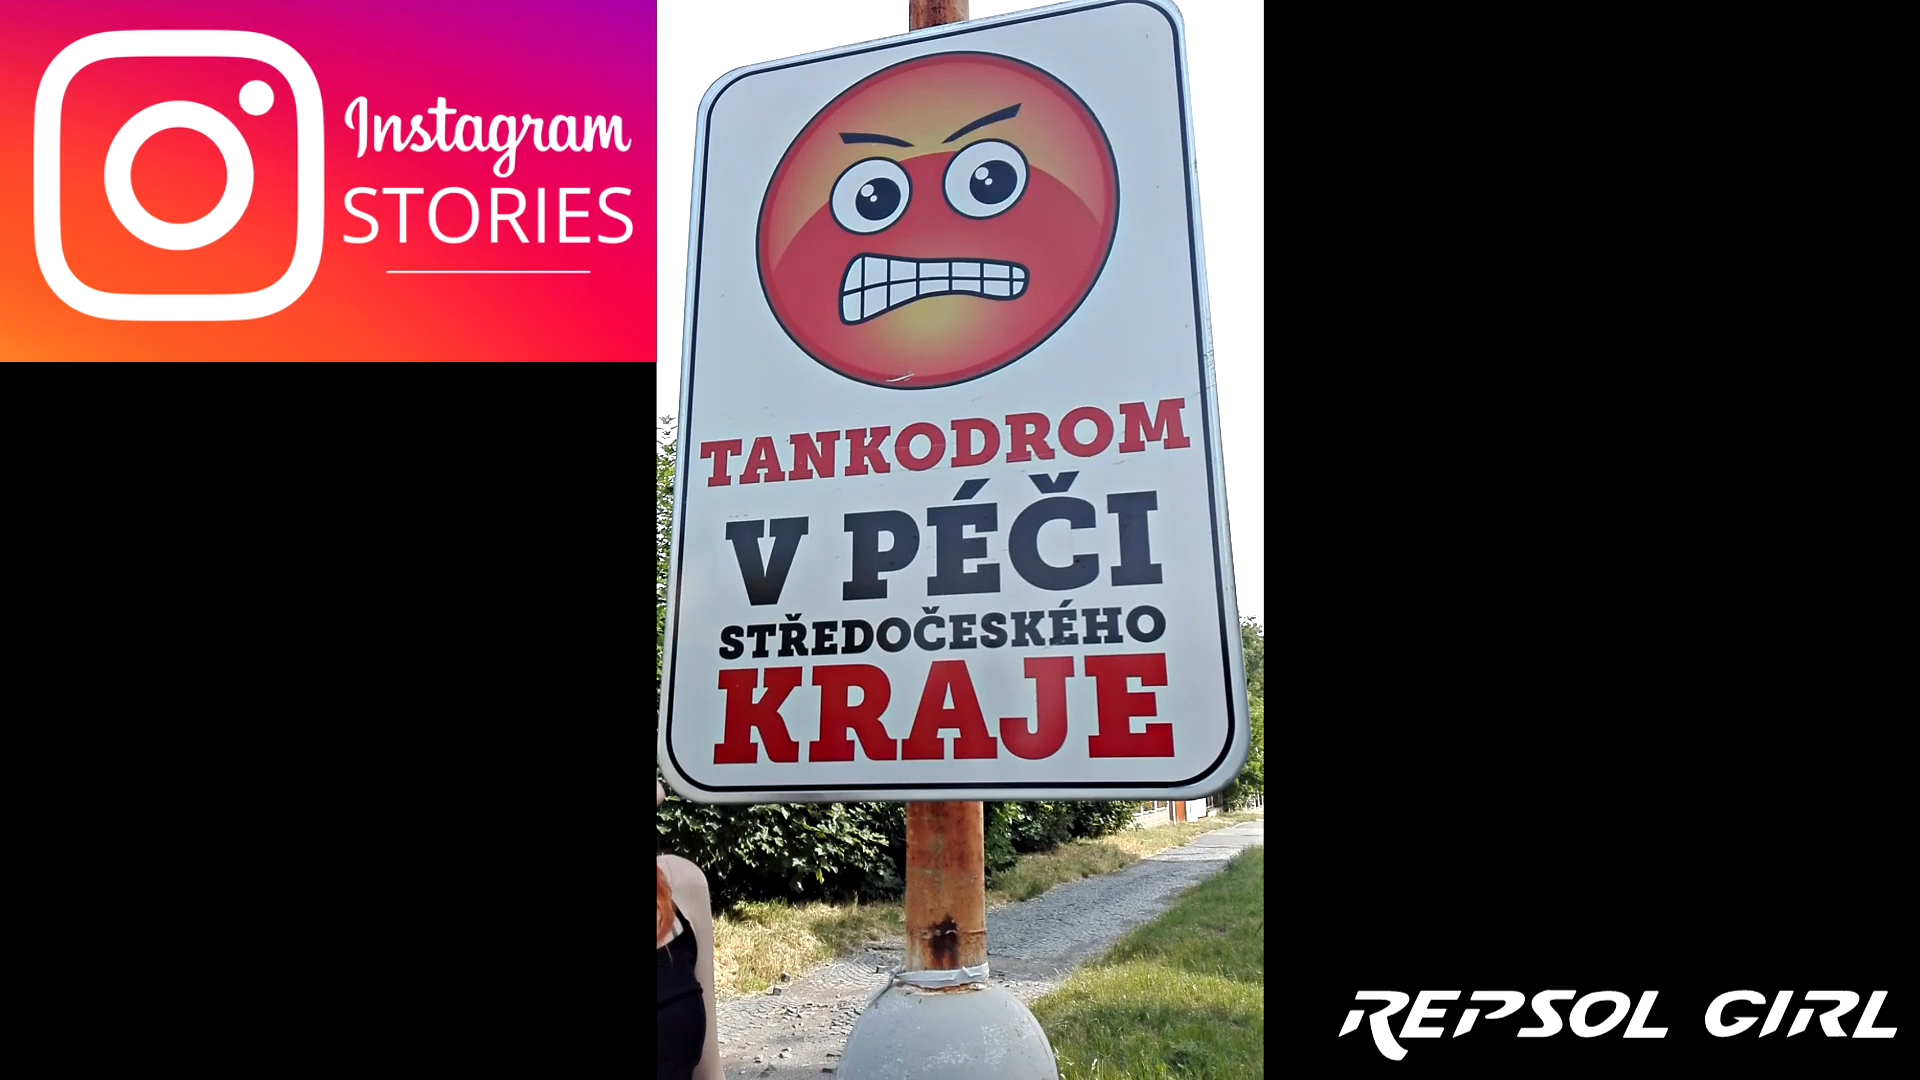 Instagram
STORIES
TANKODROM
V PÉČI
STŘEDOČESKÉHO
KRAJE
REPSOL GIRL